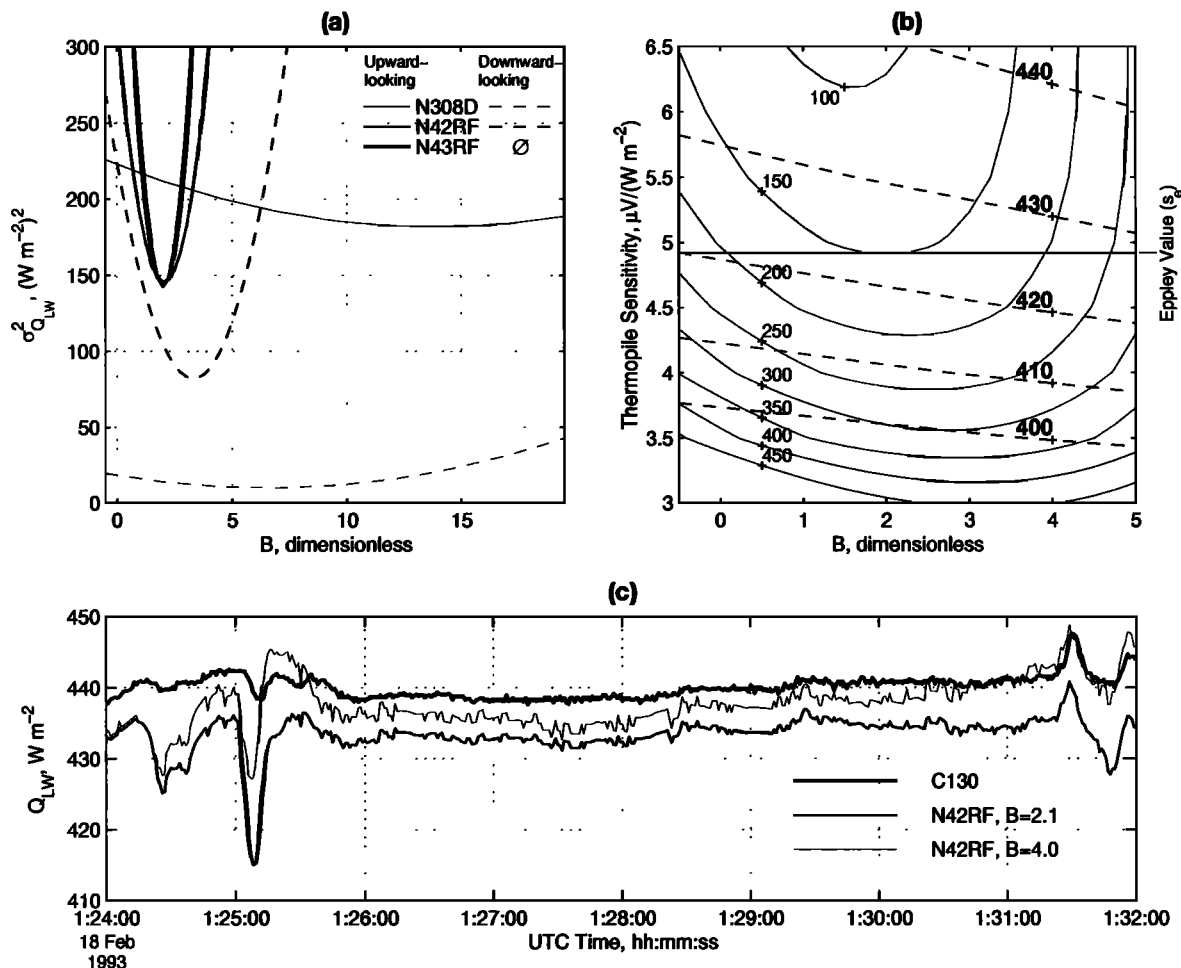 (a)
300
250
200
150
100
50
0
σ²Q_LW, (W m⁻²)²
0 5 10 15
B, dimensionless
Upward– Downward–
looking looking
N308D
N42RF
N43RF Ø
(b)
6.5
6
5.5
5
4.5
4
3.5
3
Thermopile Sensitivity, μV/(W m⁻²)
100
150
200
250
300
350
400
450
440
430
420
410
400
0 1 2 3 4 5
B, dimensionless
Eppley Value (sₑ)
(c)
450
440
430
420
410
Q_LW, W m⁻²
C130
N42RF, B=2.1
N42RF, B=4.0
1:24:00 1:25:00 1:26:00 1:27:00 1:28:00 1:29:00 1:30:00 1:31:00 1:32:00
18 Feb
1993
UTC Time, hh:mm:ss